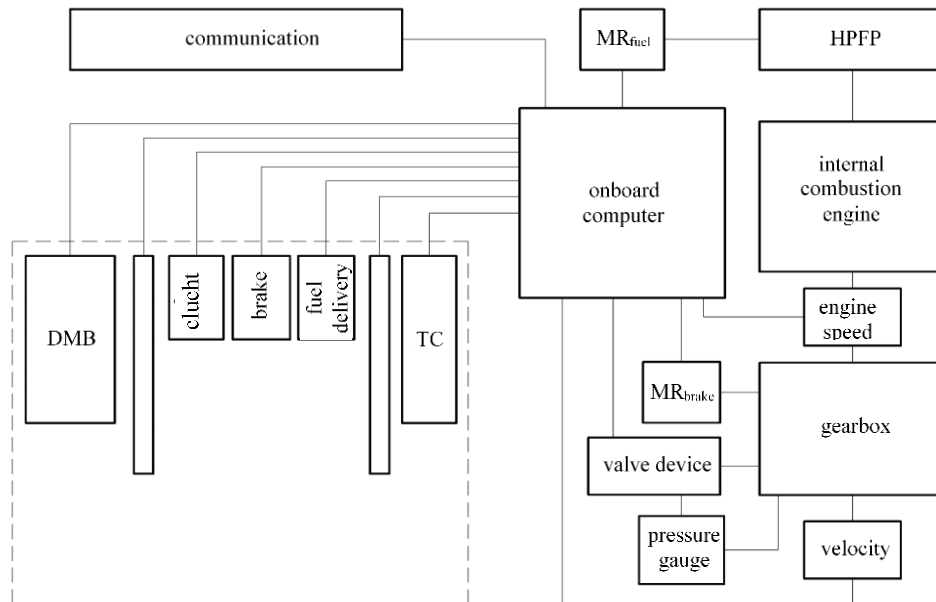 communication
MRfuel
HPFP
onboard
computer
internal
combustion
engine
DMB
clucht
brake
fuel
delivery
TC
engine
speed
MRbrake
gearbox
valve device
pressure
gauge
velocity